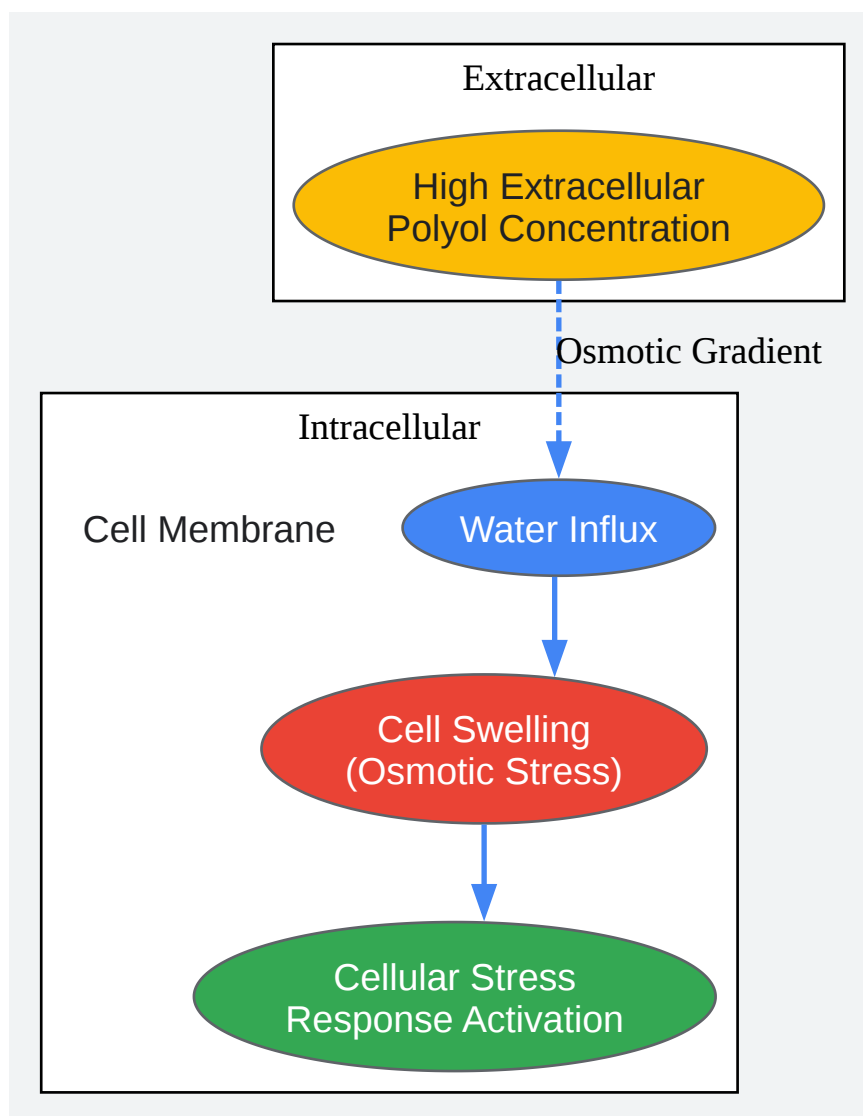 Extracellular
High Extracellular
Polyol Concentration
Osmotic Gradient
Intracellular
Cell Membrane
Water Influx
Cell Swelling
(Osmotic Stress)
Cellular Stress
Response Activation